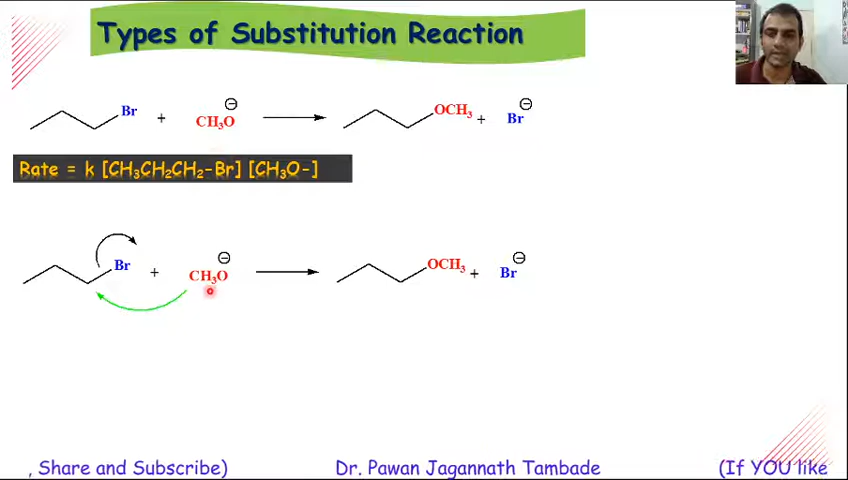 Types of Substitution Reaction
Br + CH₃O⊖ → OCH₃ + Br⊖
Rate = k [CH₃CH₂CH₂-Br] [CH₃O-]
Br + CH₃O⊖ → OCH₃ + Br⊖
, Share and Subscribe) Dr. Pawan Jagannath Tambade (If YOU like